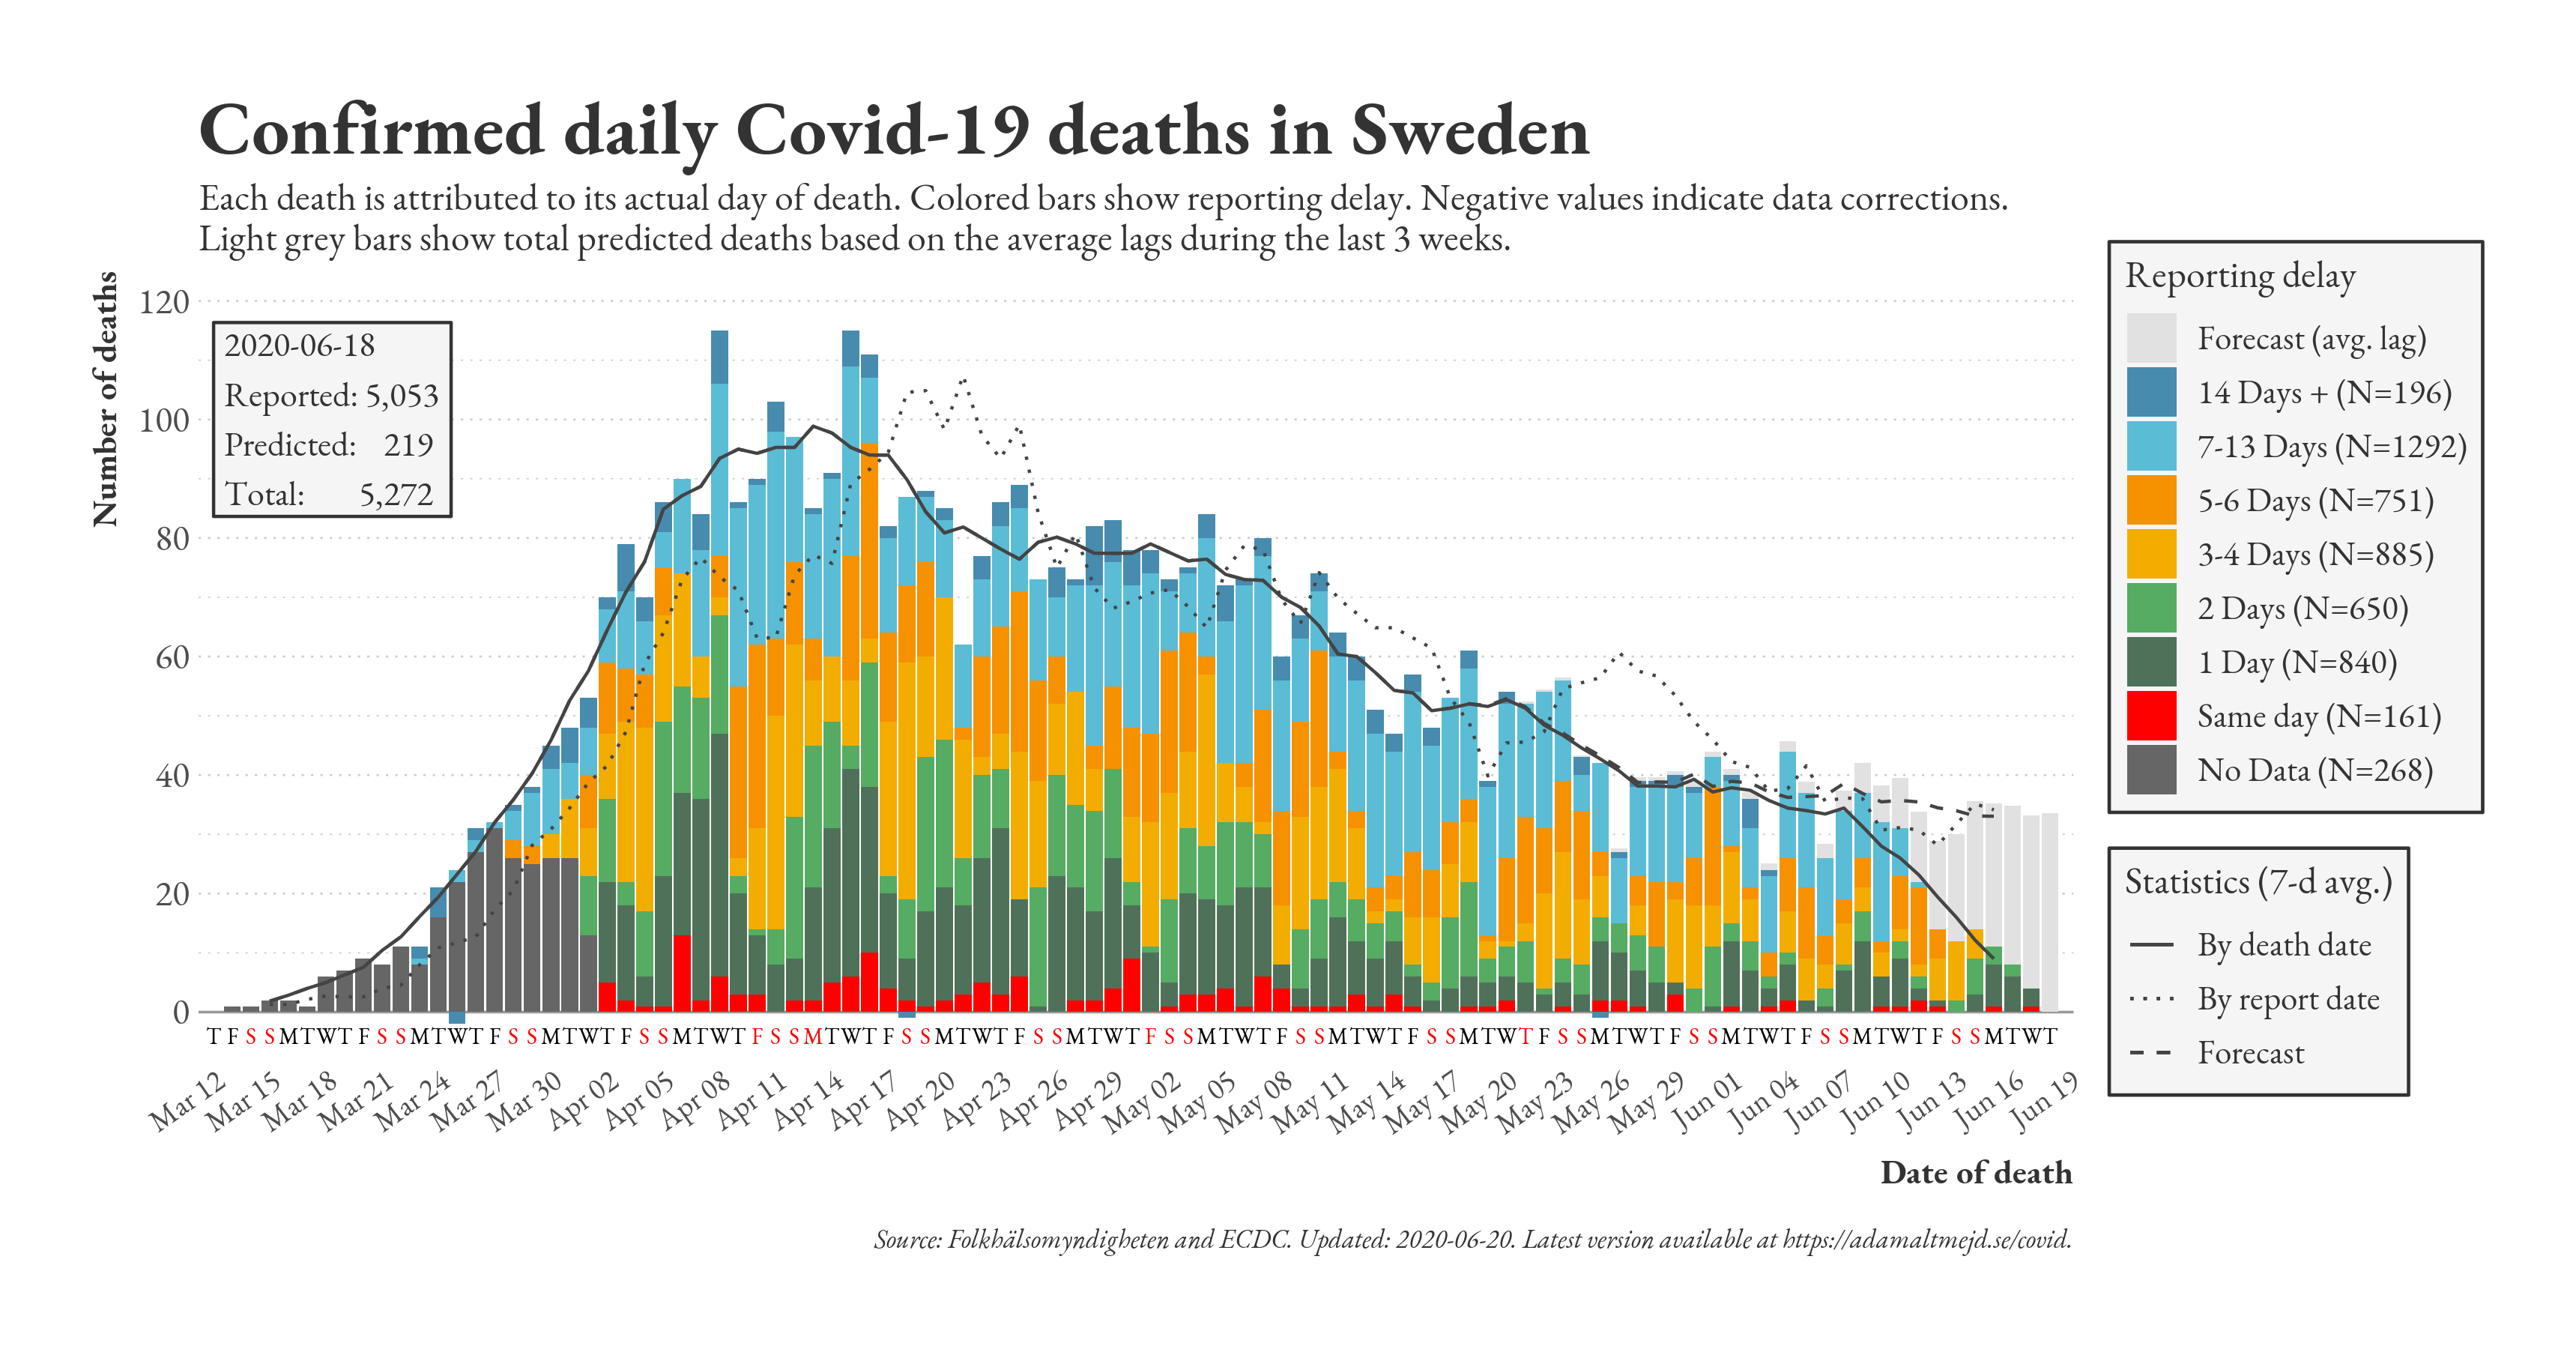 Confirmed daily Covid-19 deaths in Sweden
Each death is attributed to its actual day of death. Colored bars show reporting delay. Negative values indicate data corrections.
Light grey bars show total predicted deaths based on the average lags during the last 3 weeks.
Number of deaths
120
100
80
60
40
20
0
2020-06-18
Reported: 5,053
Predicted: 219
Total: 5,272
T F S S M T W T F S S M T W T F S S M T W T F S S M T W T F S S M T W T F S S M T W T F S S M T W T F S S M T W T F S S M T W T F S S M T W T F S S M T W T F S S M T W T F S S M T W T F S S M T W T
Mar 12
Mar 15
Mar 18
Mar 21
Mar 24
Mar 27
Mar 30
Apr 02
Apr 05
Apr 08
Apr 11
Apr 14
Apr 17
Apr 20
Apr 23
Apr 26
Apr 29
May 02
May 05
May 08
May 11
May 14
May 17
May 20
May 23
May 26
May 29
Jun 01
Jun 04
Jun 07
Jun 10
Jun 13
Jun 16
Jun 19
Date of death
Reporting delay
Forecast (avg. lag)
14 Days + (N=196)
7-13 Days (N=1292)
5-6 Days (N=751)
3-4 Days (N=885)
2 Days (N=650)
1 Day (N=840)
Same day (N=161)
No Data (N=268)
Statistics (7-d avg.)
By death date
By report date
Forecast
Source: Folkhälsomyndigheten and ECDC. Updated: 2020-06-20. Latest version available at https://adamaltmejd.se/covid.